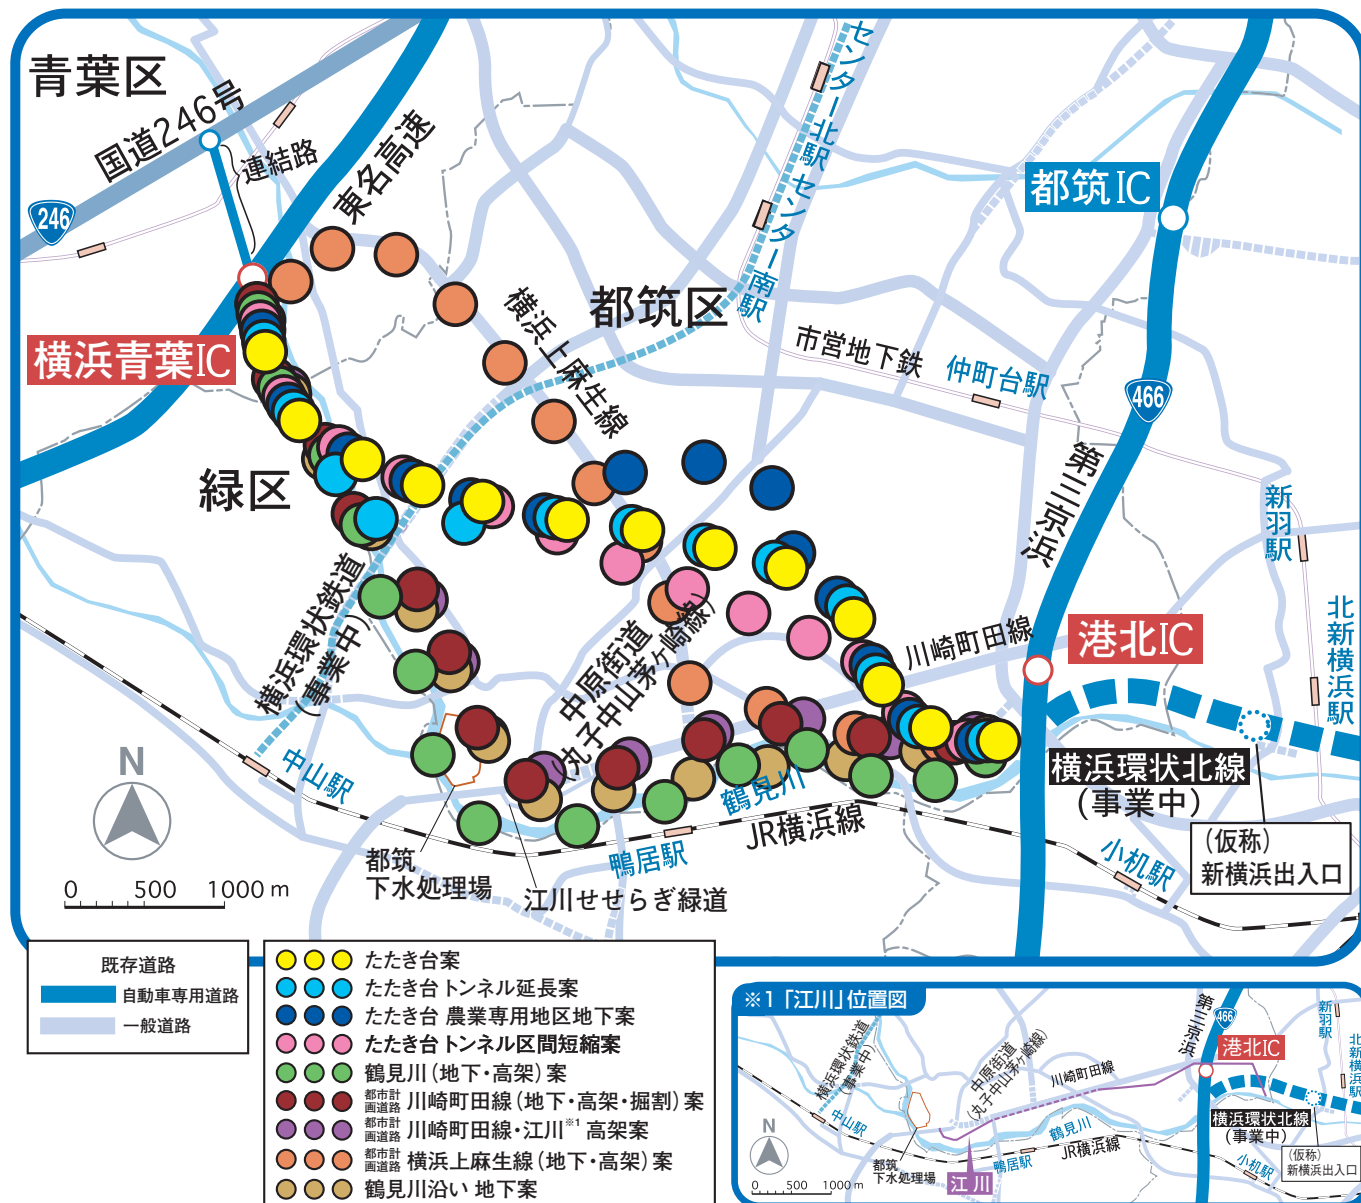 青葉区
国道246号
連結路
東名高速
246
横浜青葉IC
緑区
都筑区
横浜上麻生線
センター北駅
センター南駅
都筑IC
市営地下鉄
仲町台駅
466
第三京浜
新羽駅
北新横浜駅
川崎町田線
港北IC
横浜環状鉄道
(事業中)
中原街道
(丸子中山茅ケ崎線)
横浜環状北線
(事業中)
(仮称)
新横浜出入口
中山駅
鶴見川
JR横浜線
鴨居駅
小机駅
都筑
下水処理場
江川せせらぎ緑道
N
0 500 1000 m
既存道路
自動車専用道路
一般道路
たたき台案
たたき台 トンネル延長案
たたき台 農業専用地区地下案
たたき台 トンネル区間短縮案
鶴見川(地下・高架)案
都市計画道路 川崎町田線(地下・高架・掘割)案
都市計画道路 川崎町田線・江川※1 高架案
都市計画道路 横浜上麻生線(地下・高架)案
鶴見川沿い 地下案
※1「江川」位置図
横浜環状鉄道
(事業中)
中原街道
(丸子中山茅ケ崎線)
川崎町田線
第三京浜
466
港北IC
新羽駅
北新横浜駅
横浜環状北線
(事業中)
(仮称)
新横浜出入口
中山駅
鶴見川
JR横浜線
鴨居駅
小机駅
都筑
下水処理場
江川
N
0 500 1000 m